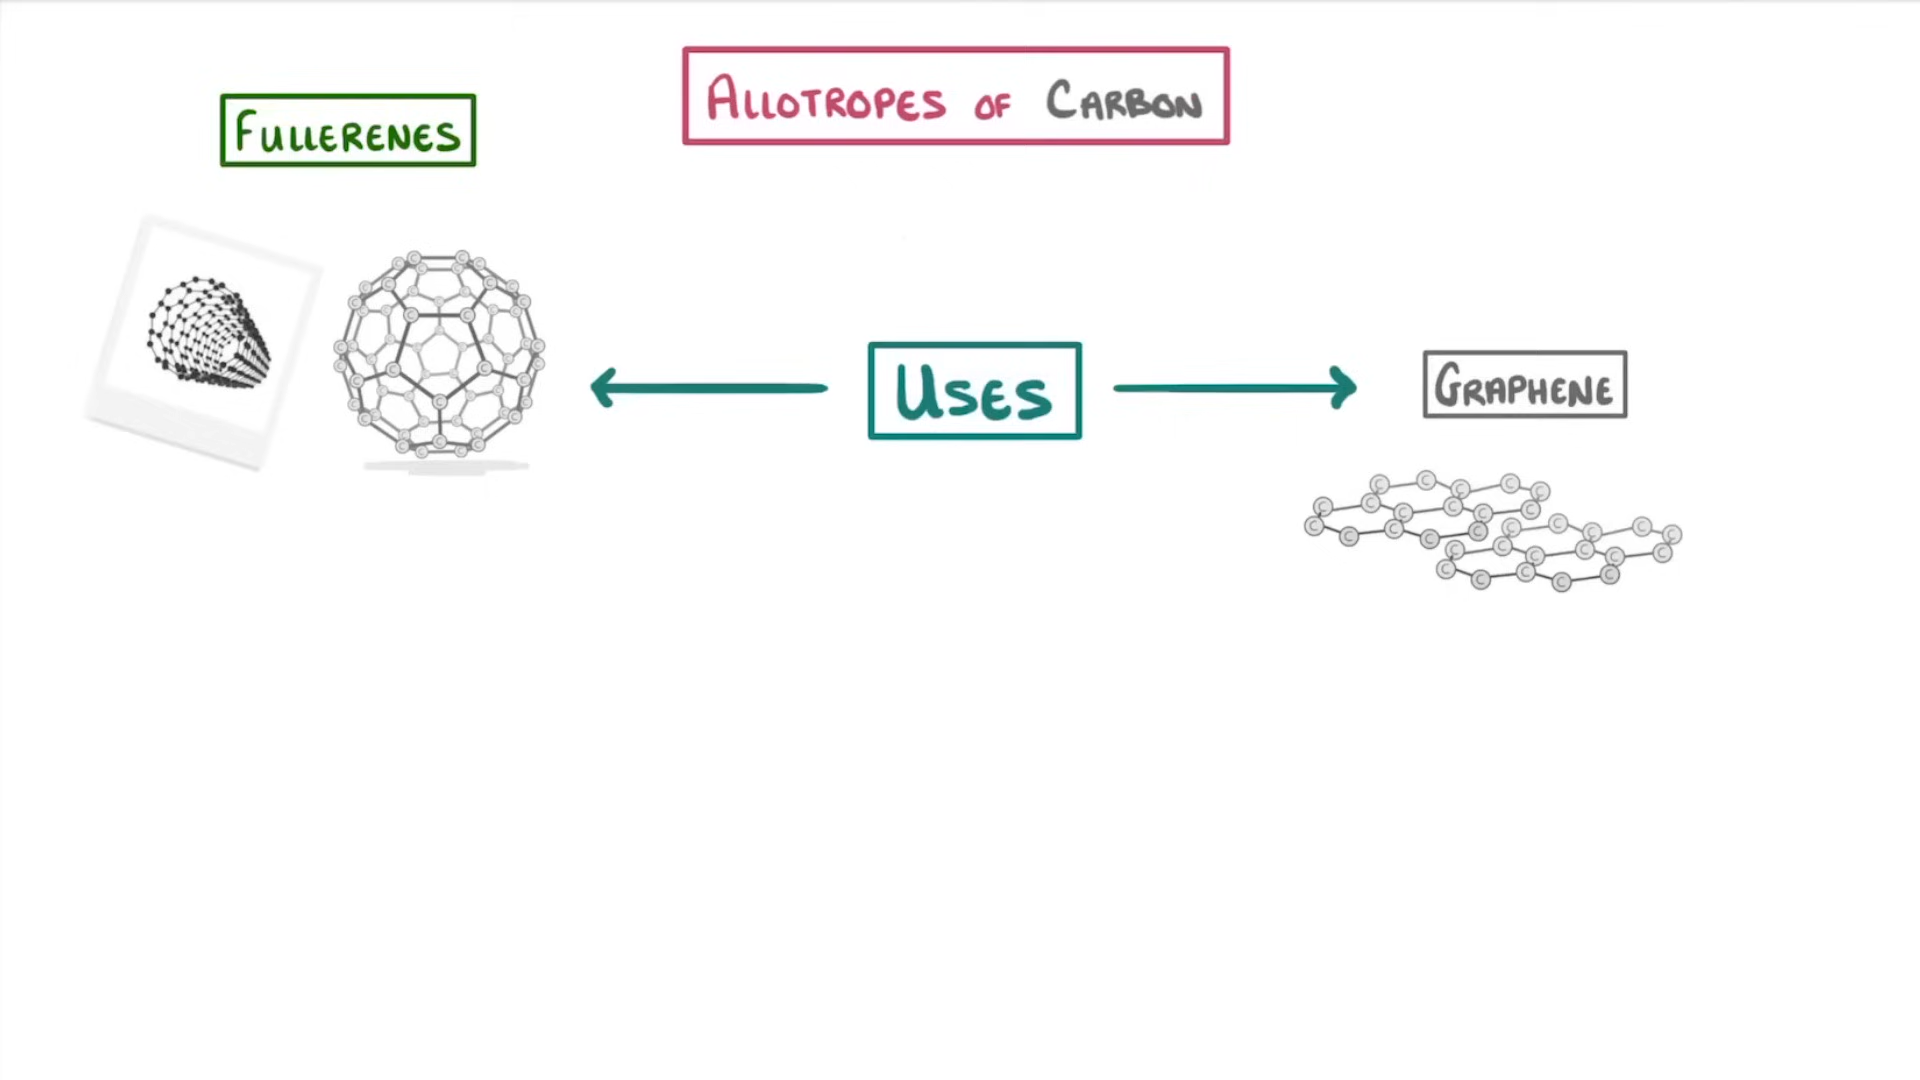 Allotropes of Carbon
Fullerenes
Uses
Graphene